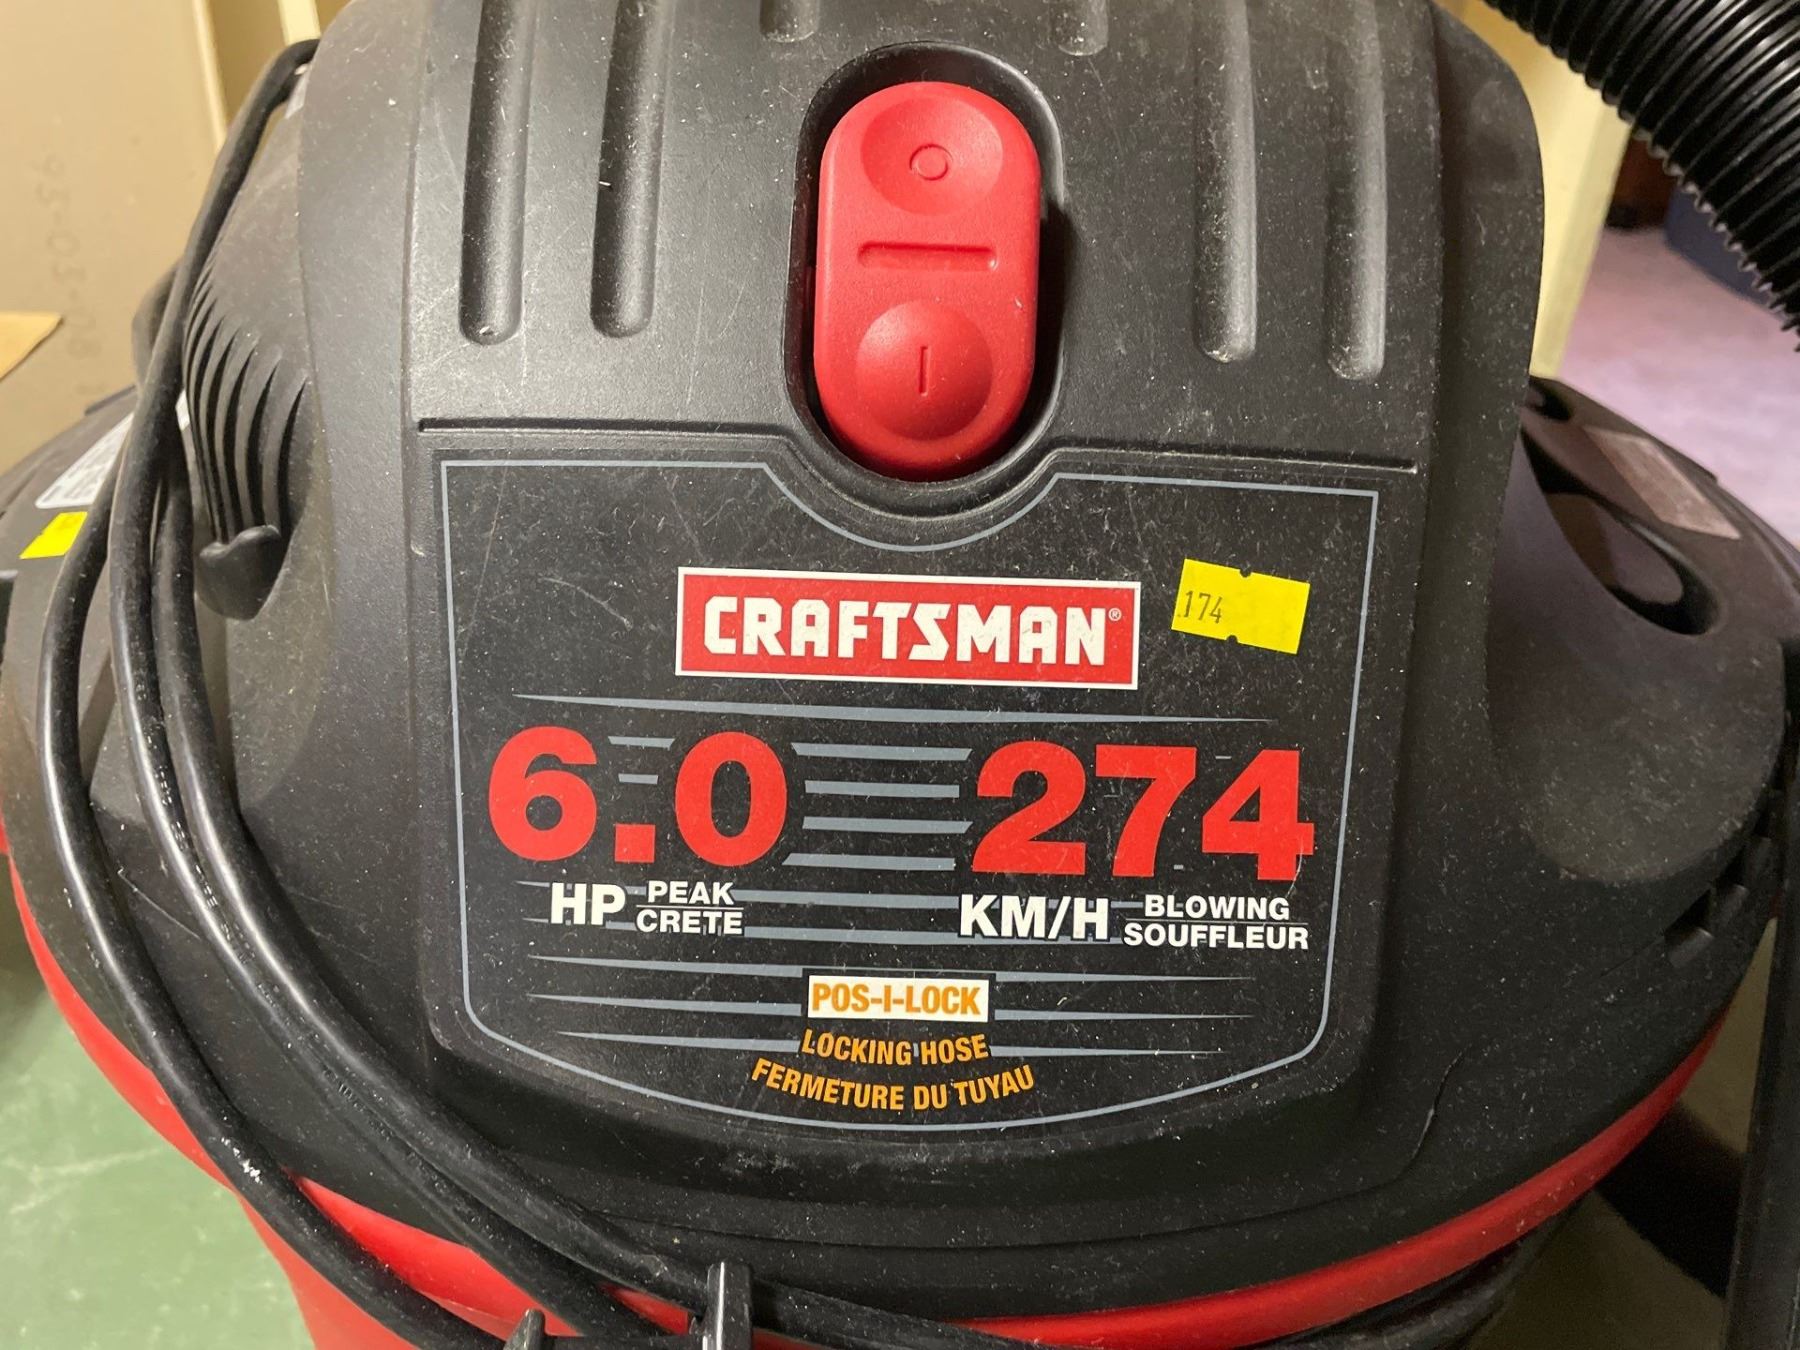 CRAFTSMAN®
174
6.0
HP PEAK
CRETE
274
KM/H BLOWING
SOUFFLEUR
POS-I-LOCK
LOCKING HOSE
FERMETURE DU TUYAU